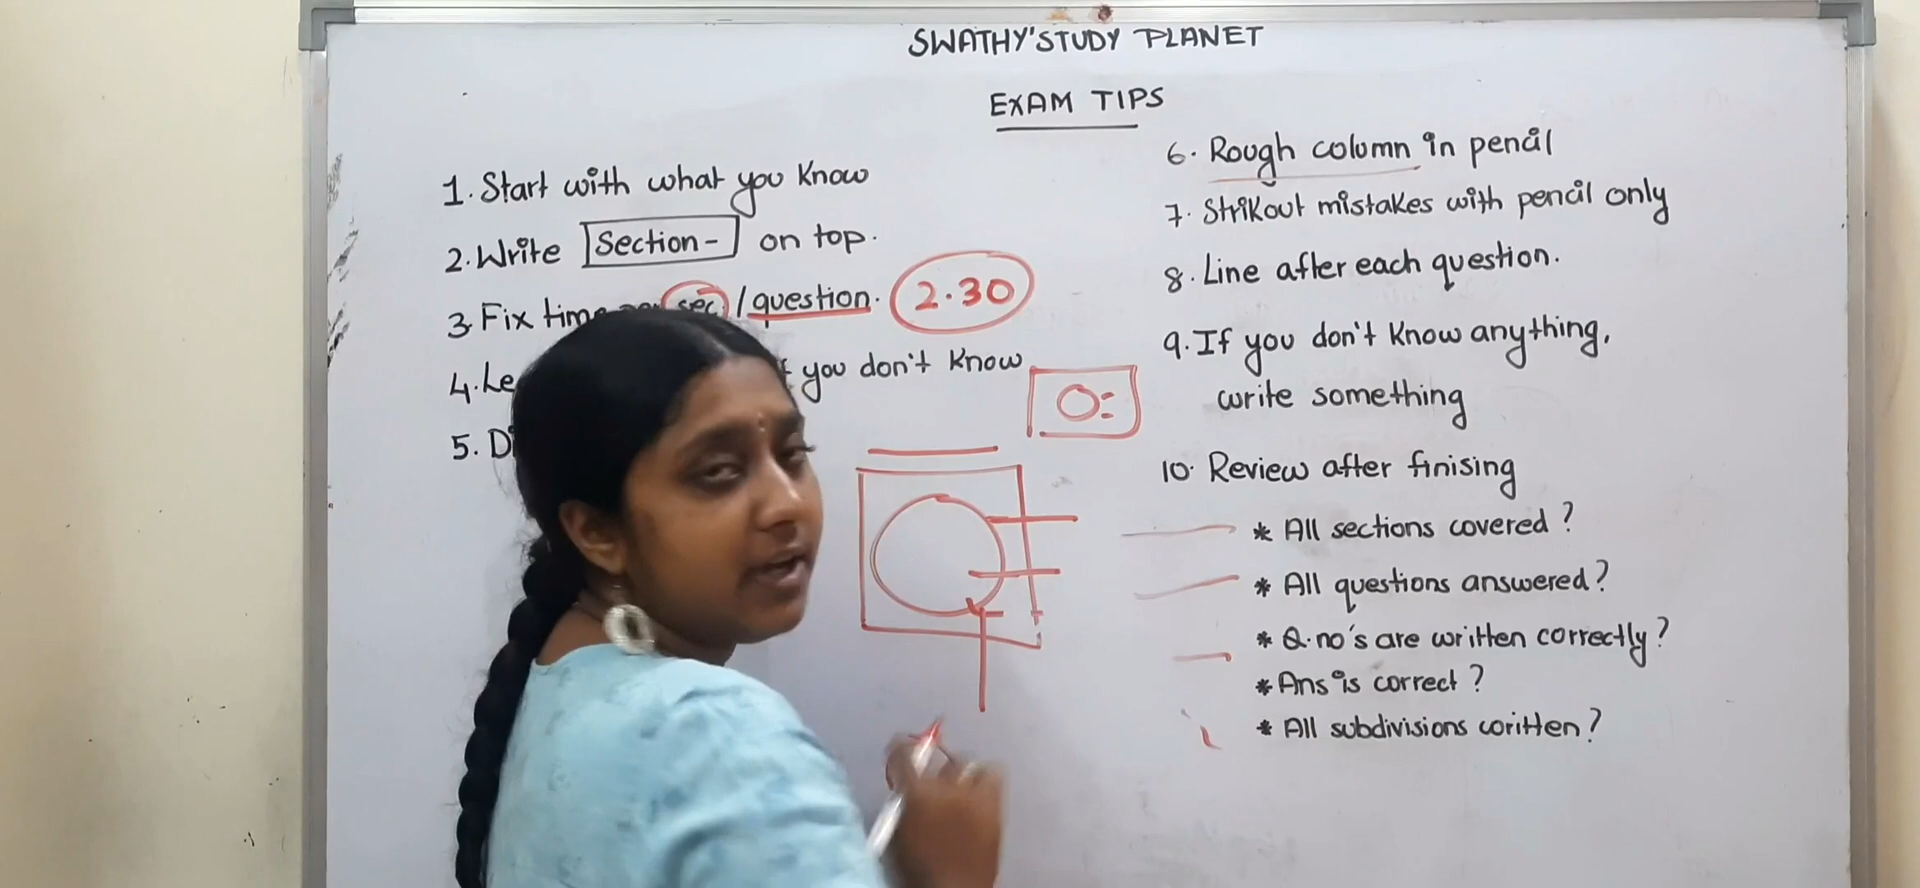 SWATHY'STUDY PLANET
EXAM TIPS
1. Start with what you know
2. Write Section - on top.
3. Fix time sec / question. 2.30
4. you don't know
5.
O:
6. Rough column in pencil
7. Strikout mistakes with pencil only
8. Line after each question.
9. If you don't know anything,
write something
10. Review after finising
* All sections covered?
* All questions answered?
* Q.no's are written correctly?
* Ans is correct?
* All subdivisions written?